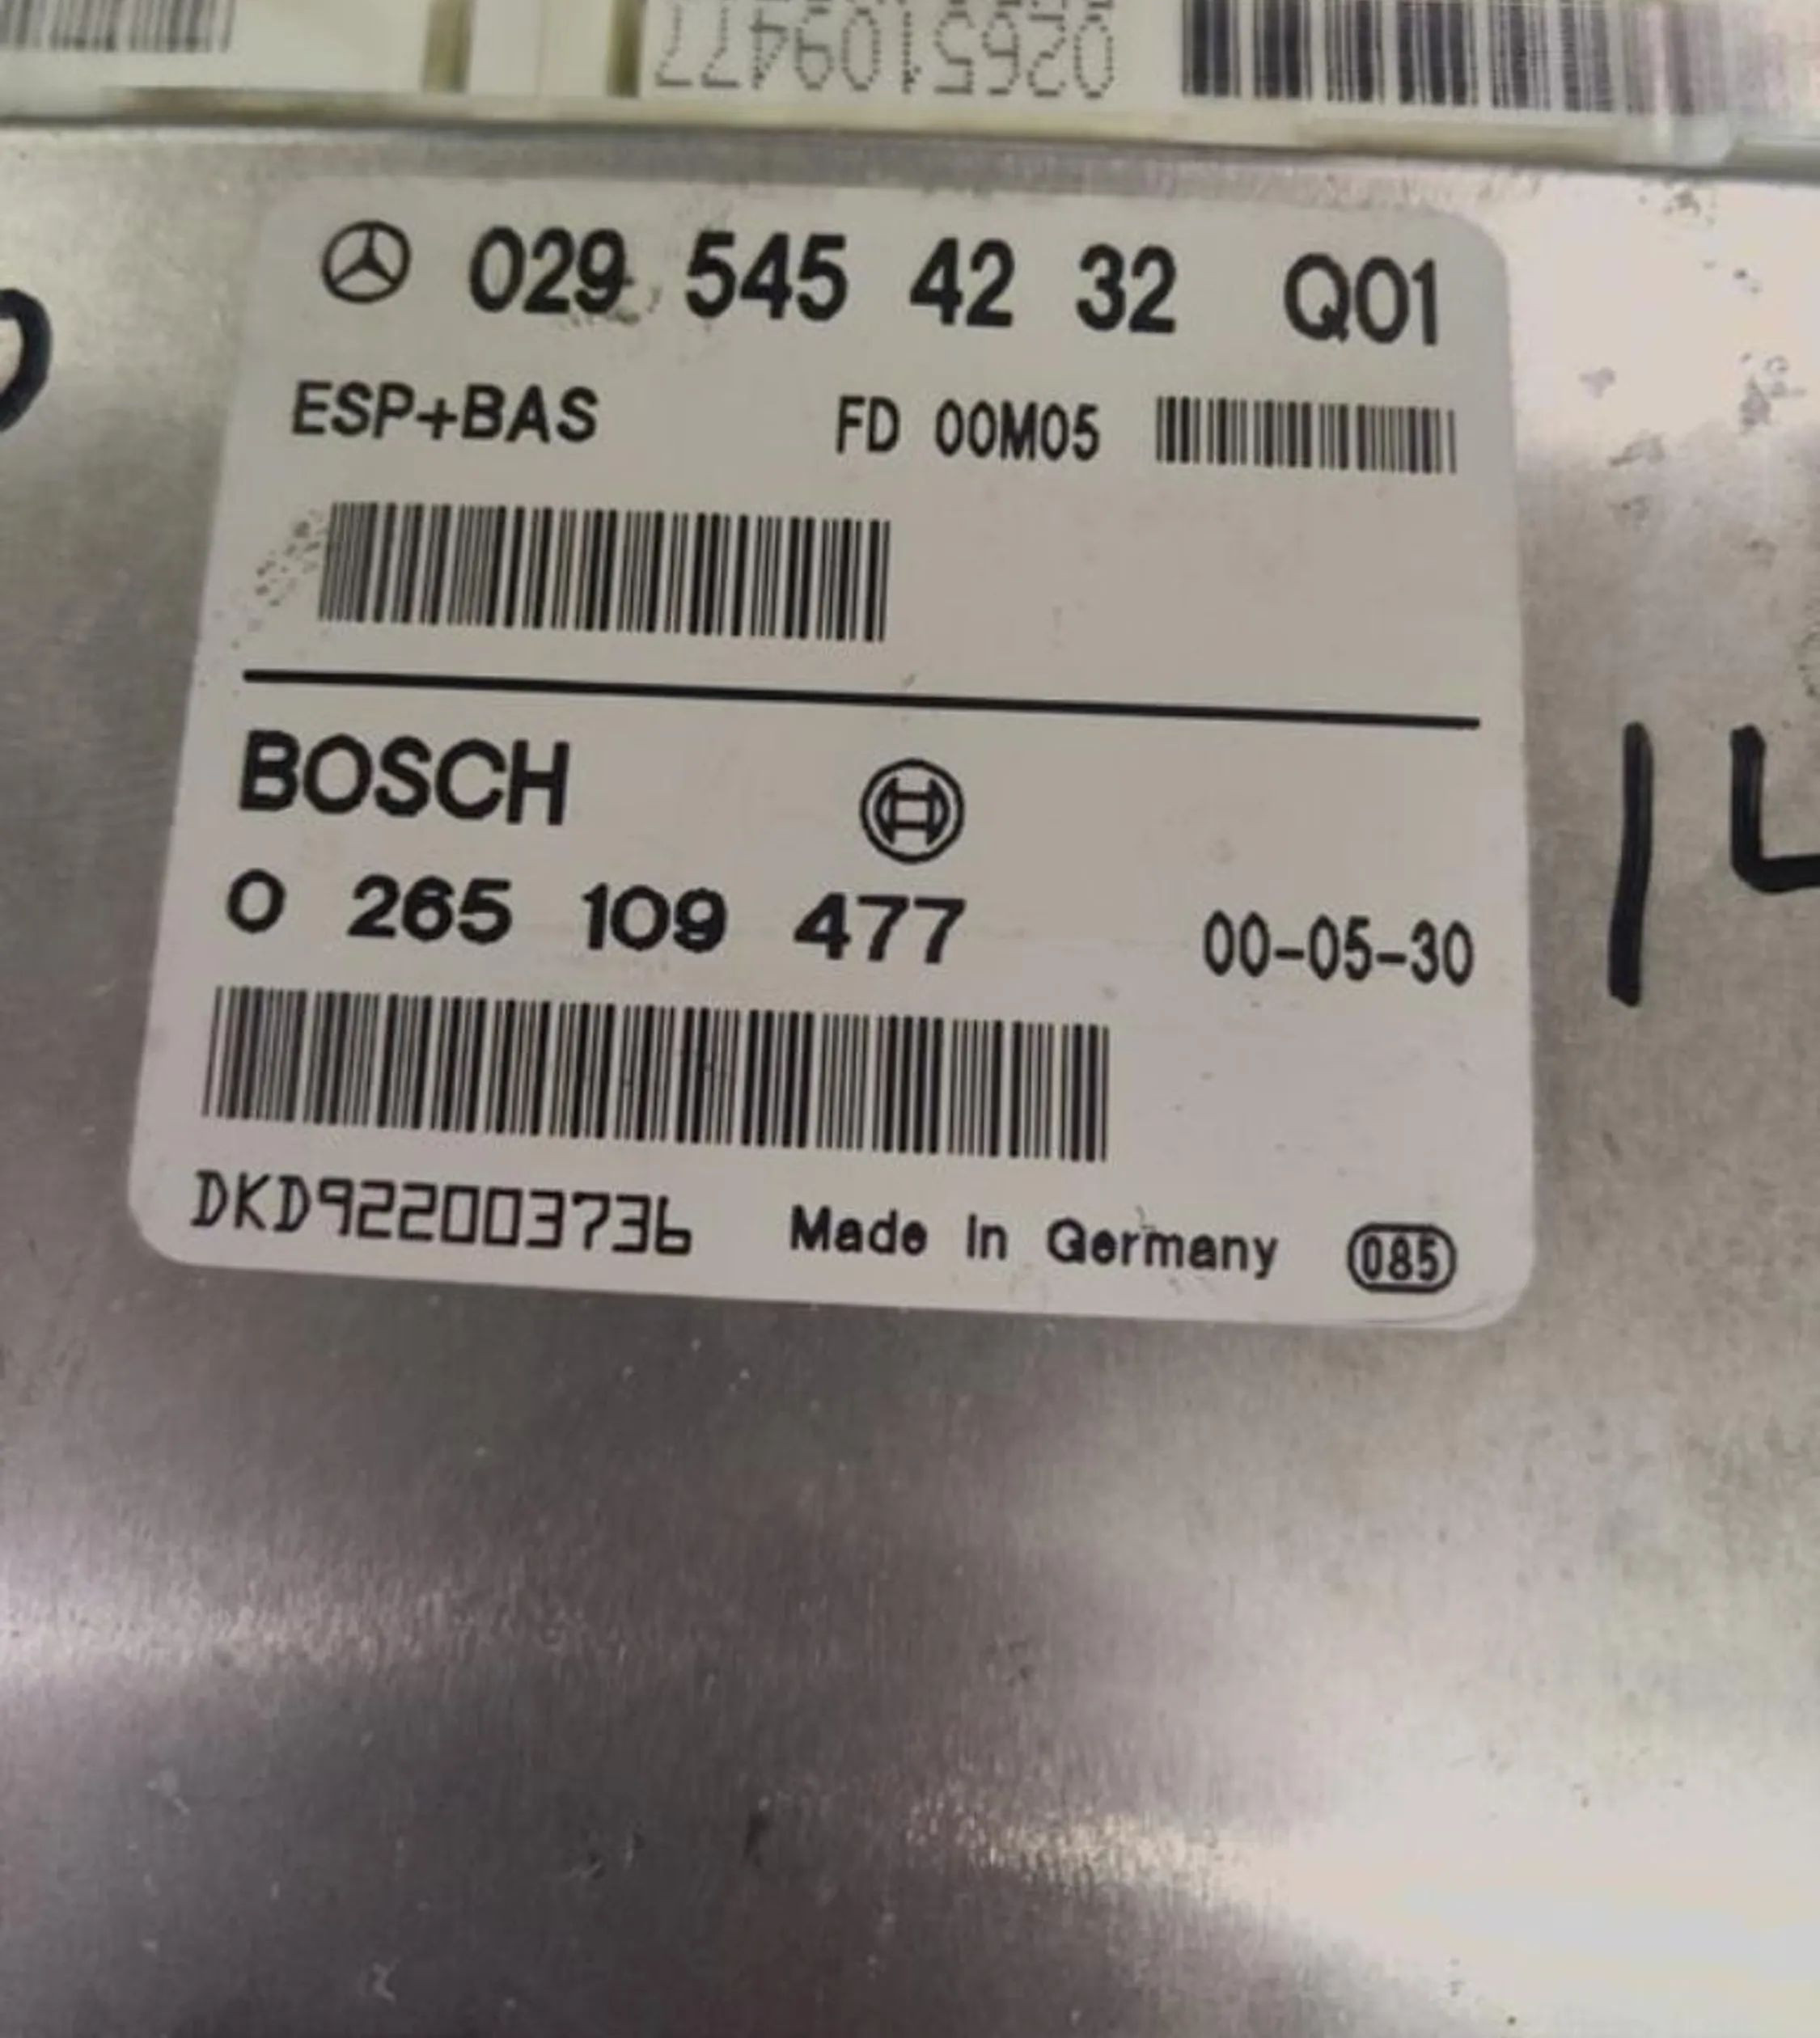 0265109477
029 545 42 32 Q01
ESP+BAS FD 00M05
BOSCH
0 265 109 477 00-05-30
DKD922003736 Made In Germany 085